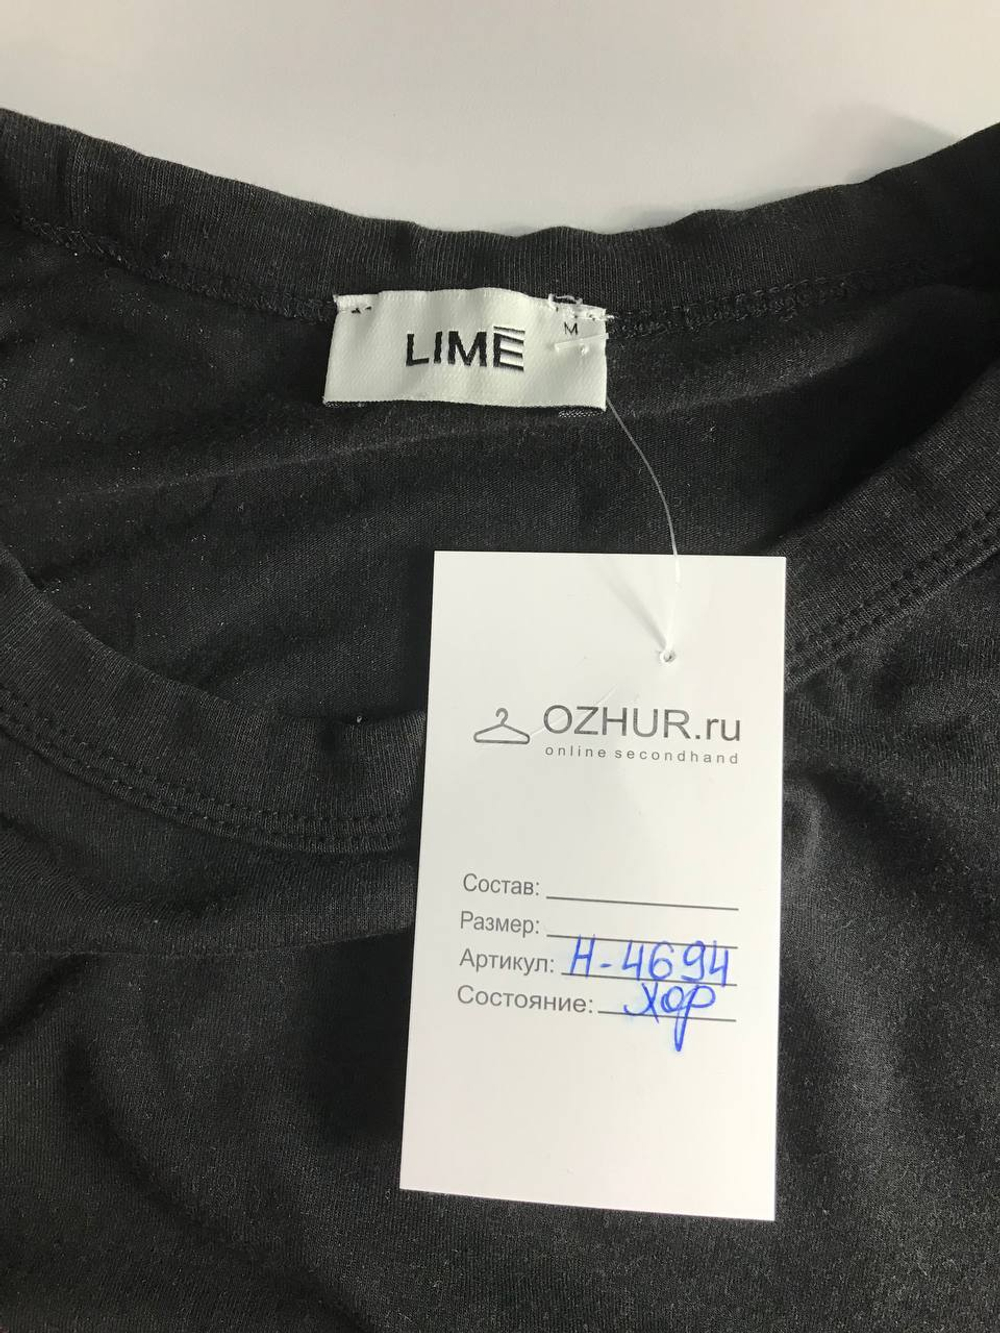 LIMĒ
M
OZHUR.ru
online secondhand
Состав:
Размер:
Артикул: Н-4694
Состояние: хор